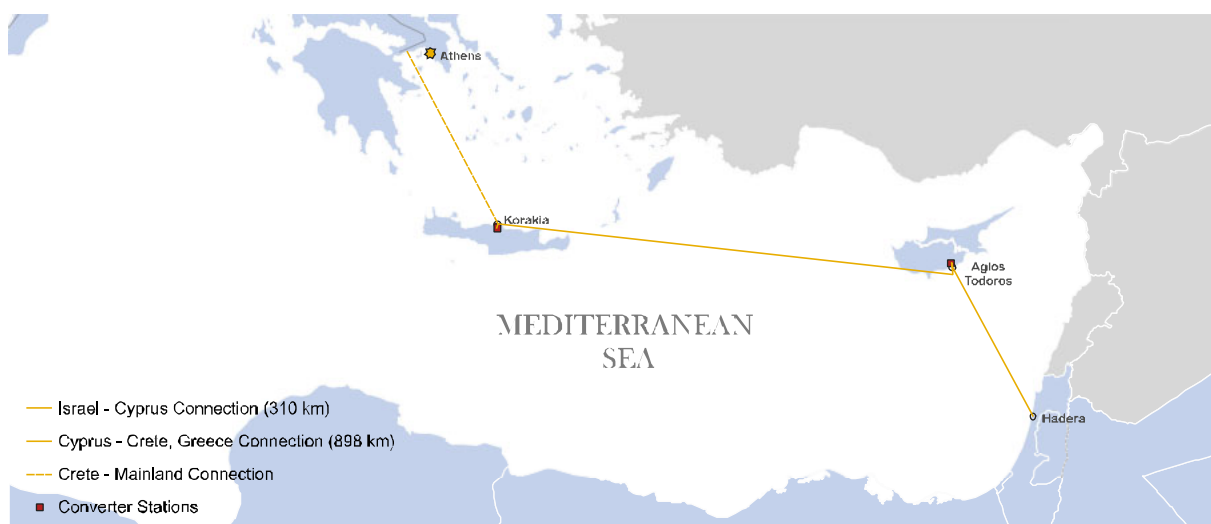 Athens
Korakia
Agios
Todoros
MEDITERRANEAN
SEA
Israel - Cyprus Connection (310 km)
Hadera
Cyprus - Crete, Greece Connection (898 km)
Crete - Mainland Connection
Converter Stations